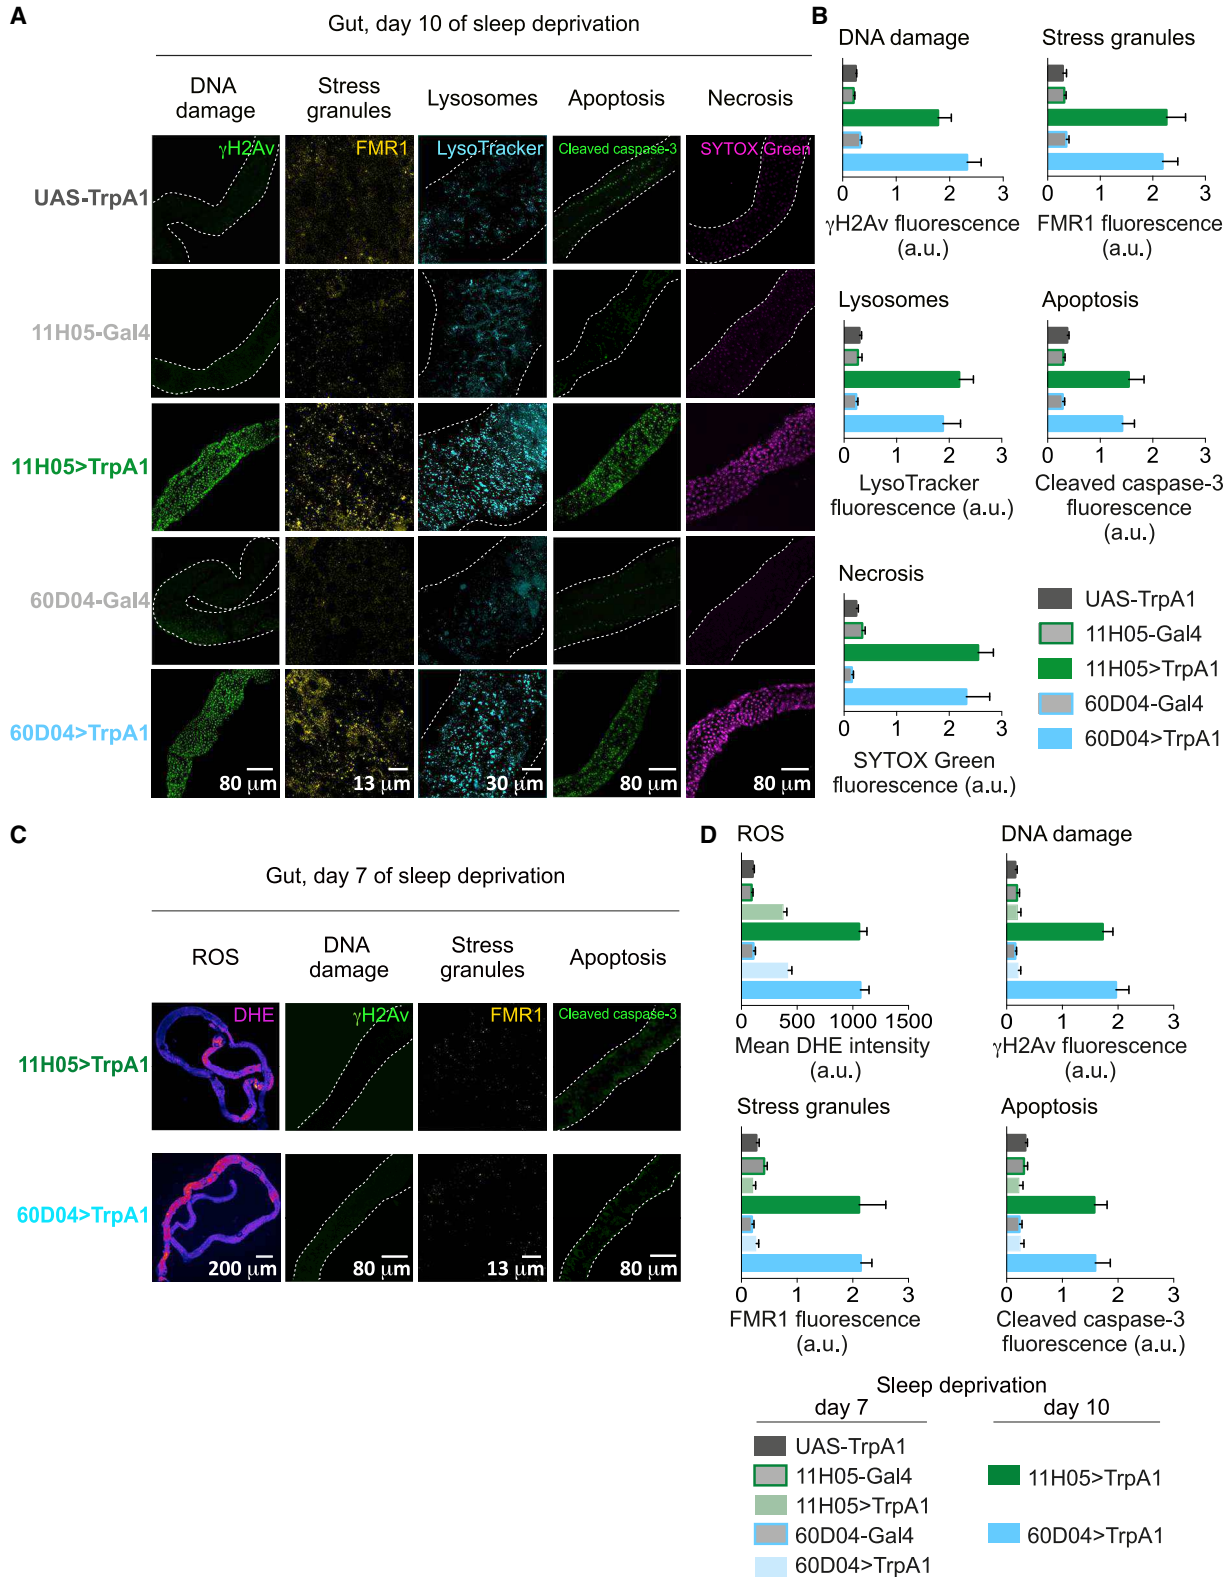 A
Gut, day 10 of sleep deprivation
DNA
damage
Stress
granules
Lysosomes
Apoptosis
Necrosis
γH2Av
FMR1
LysoTracker
Cleaved caspase-3
SYTOX Green
UAS-TrpA1
11H05-Gal4
11H05>TrpA1
60D04-Gal4
60D04>TrpA1
80 μm
13 μm
30 μm
80 μm
80 μm
B
DNA damage
0 1 2 3
γH2Av fluorescence
(a.u.)
Stress granules
0 1 2 3
FMR1 fluorescence
(a.u.)
Lysosomes
0 1 2 3
LysoTracker
fluorescence (a.u.)
Apoptosis
0 1 2 3
Cleaved caspase-3
fluorescence
(a.u.)
Necrosis
0 1 2 3
SYTOX Green
fluorescence (a.u.)
UAS-TrpA1
11H05-Gal4
11H05>TrpA1
60D04-Gal4
60D04>TrpA1
C
Gut, day 7 of sleep deprivation
ROS
DNA
damage
Stress
granules
Apoptosis
DHE
γH2Av
FMR1
Cleaved caspase-3
11H05>TrpA1
60D04>TrpA1
200 μm
80 μm
13 μm
80 μm
D
ROS
0 500 1000 1500
Mean DHE intensity
(a.u.)
DNA damage
0 1 2 3
γH2Av fluorescence
(a.u.)
Stress granules
0 1 2 3
FMR1 fluorescence
(a.u.)
Apoptosis
0 1 2 3
Cleaved caspase-3
fluorescence (a.u.)
Sleep deprivation
day 7
UAS-TrpA1
11H05-Gal4
11H05>TrpA1
60D04-Gal4
60D04>TrpA1
day 10
11H05>TrpA1
60D04>TrpA1